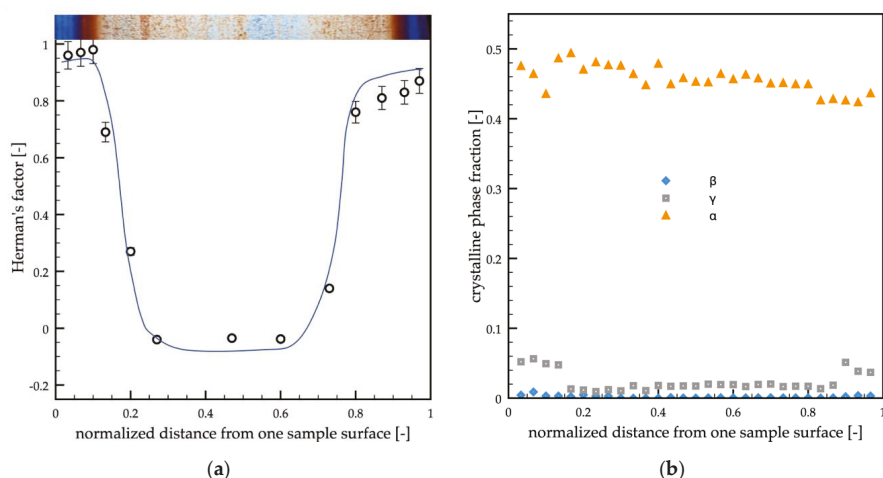 Herman's factor [-]
1
0.8
0.6
0.4
0.2
0
-0.2
0
0.2
0.4
0.6
0.8
1
normalized distance from one sample surface [-]
(a)
crystalline phase fraction [-]
0.5
0.4
0.3
0.2
0.1
0
β
γ
α
0
0.2
0.4
0.6
0.8
1
normalized distance from one sample surface [-]
(b)